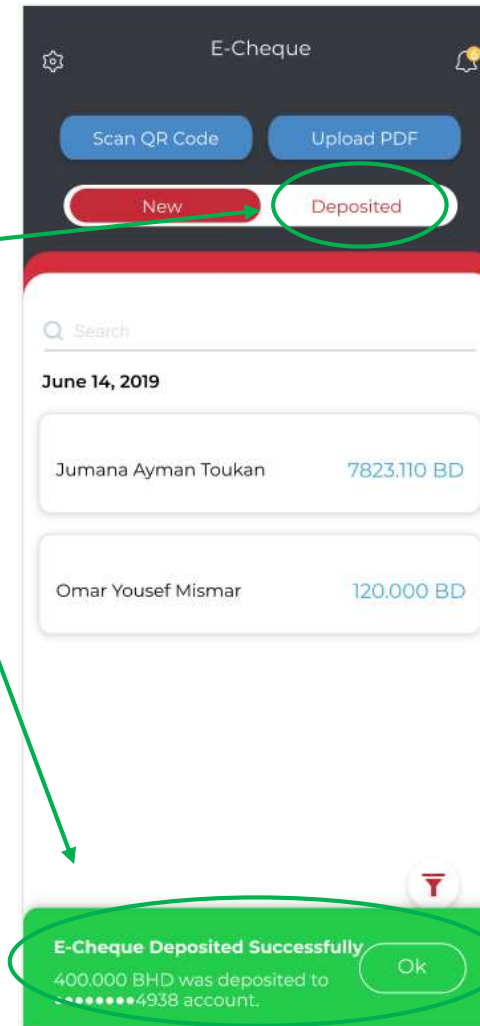 E-Cheque
6
Scan QR Code Upload PDF
New Deposited
Search
June 14, 2019
Jumana Ayman Toukan 7823.110 BD
Omar Yousef Mismar 120.000 BD
E-Cheque Deposited Successfully
Ok
400.000 BHD was deposited to
●●●●●●●●4938 account.